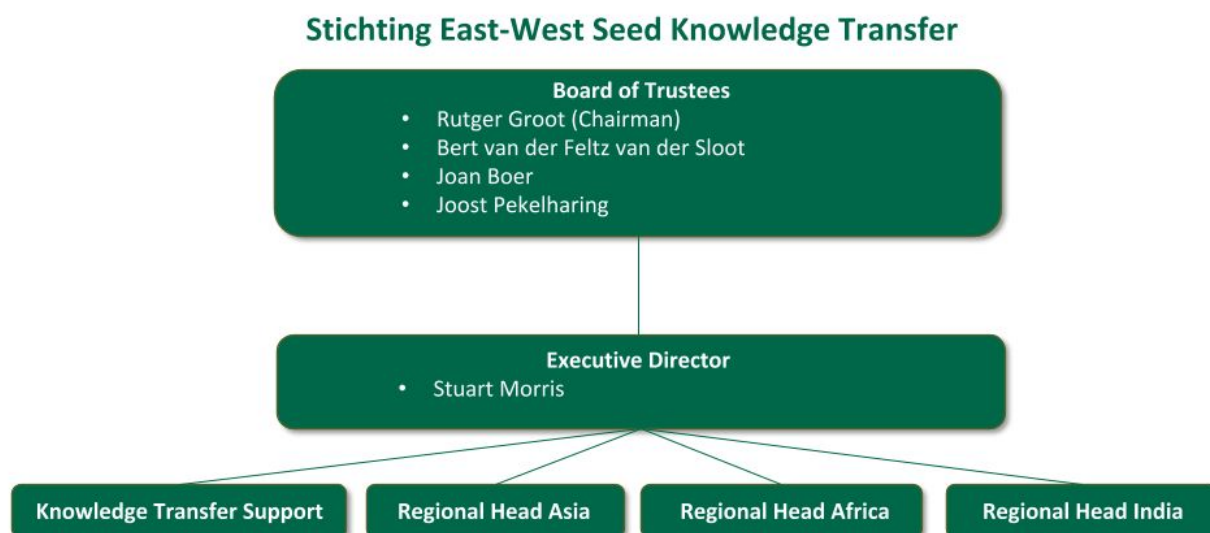 Stichting East-West Seed Knowledge Transfer
Board of Trustees
• Rutger Groot (Chairman)
• Bert van der Feltz van der Sloot
• Joan Boer
• Joost Pekelharing
Executive Director
• Stuart Morris
Knowledge Transfer Support
Regional Head Asia
Regional Head Africa
Regional Head India